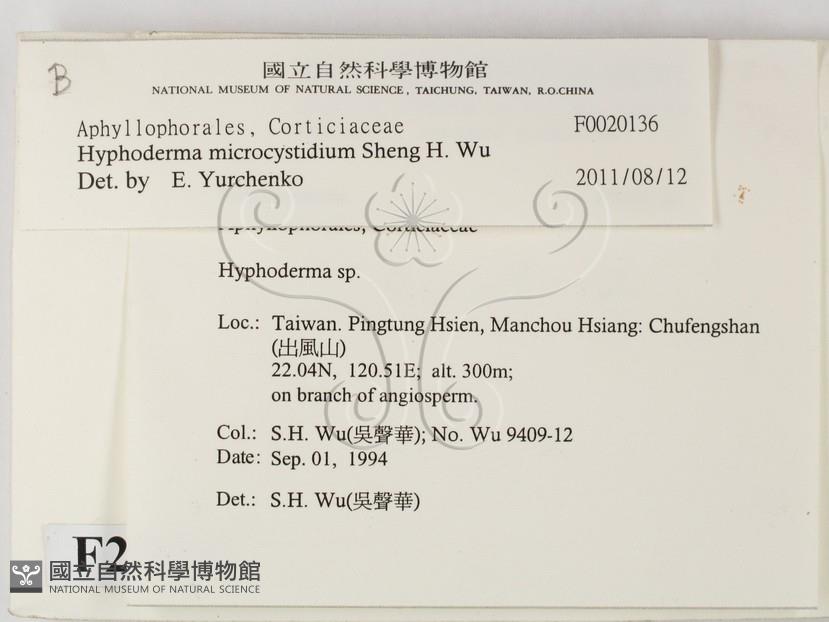 B
國立自然科學博物館
NATIONAL MUSEUM OF NATURAL SCIENCE, TAICHUNG, TAIWAN, R.O.CHINA
Aphyllophorales, Corticiaceae F0020136
Hyphoderma microcystidium Sheng H. Wu
Det. by E. Yurchenko 2011/08/12
Aphyllophorales, Corticiaceae
Hyphoderma sp.
Loc.: Taiwan. Pingtung Hsien, Manchou Hsiang: Chufengshan
(出風山)
22.04N, 120.51E; alt. 300m;
on branch of angiosperm.
Col.: S.H. Wu(吳聲華); No. Wu 9409-12
Date: Sep. 01, 1994
Det.: S.H. Wu(吳聲華)
F2
國立自然科學博物館
NATIONAL MUSEUM OF NATURAL SCIENCE